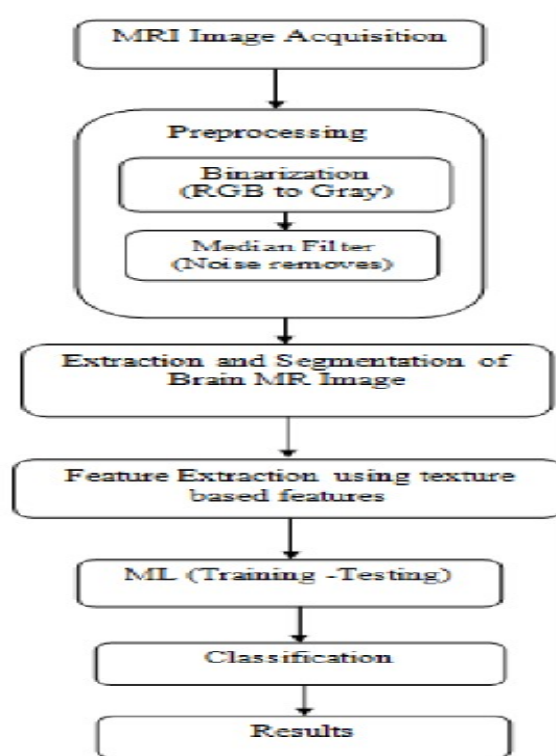 MRI Image Acquisition
Preprocessing
Binarization
(RGB to Gray)
Median Filter
(Noise removes)
Extraction and Segmentation of
Brain MR Image
Feature Extraction using texture
based features
ML (Training -Testing)
Classification
Results